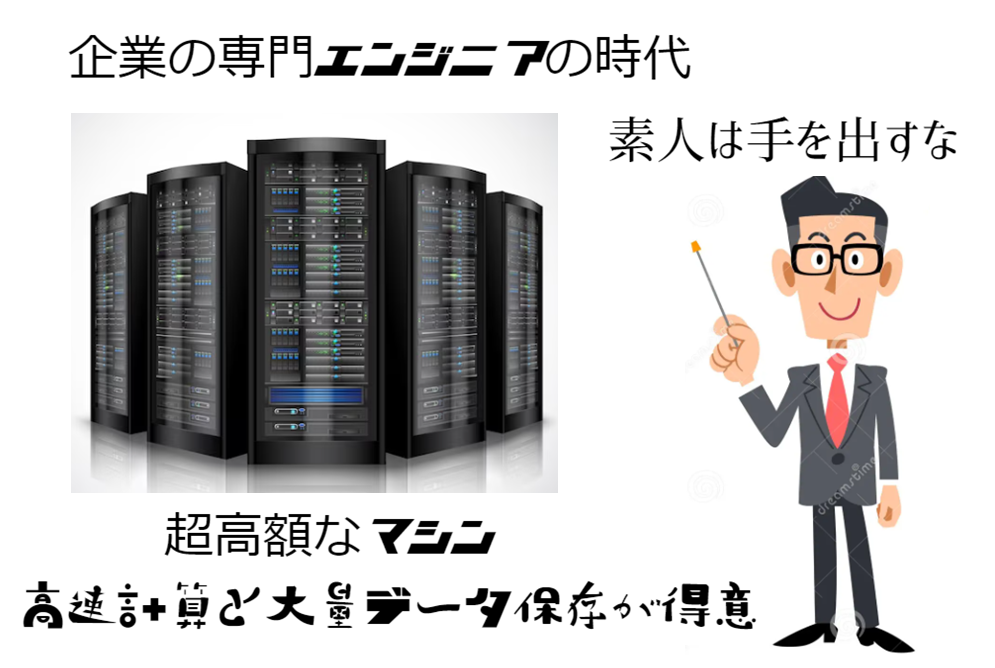 企業の専門エンジニアの時代
素人は手を出すな
超高額なマシン
高速計算と大量データ保存が得意
dreamstime
dreamstime